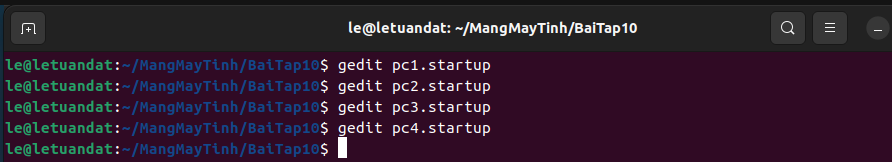 le@letuandat: ~/MangMayTinh/BaiTap10
le@letuandat:~/MangMayTinh/BaiTap10$ gedit pc1.startup
le@letuandat:~/MangMayTinh/BaiTap10$ gedit pc2.startup
le@letuandat:~/MangMayTinh/BaiTap10$ gedit pc3.startup
le@letuandat:~/MangMayTinh/BaiTap10$ gedit pc4.startup
le@letuandat:~/MangMayTinh/BaiTap10$